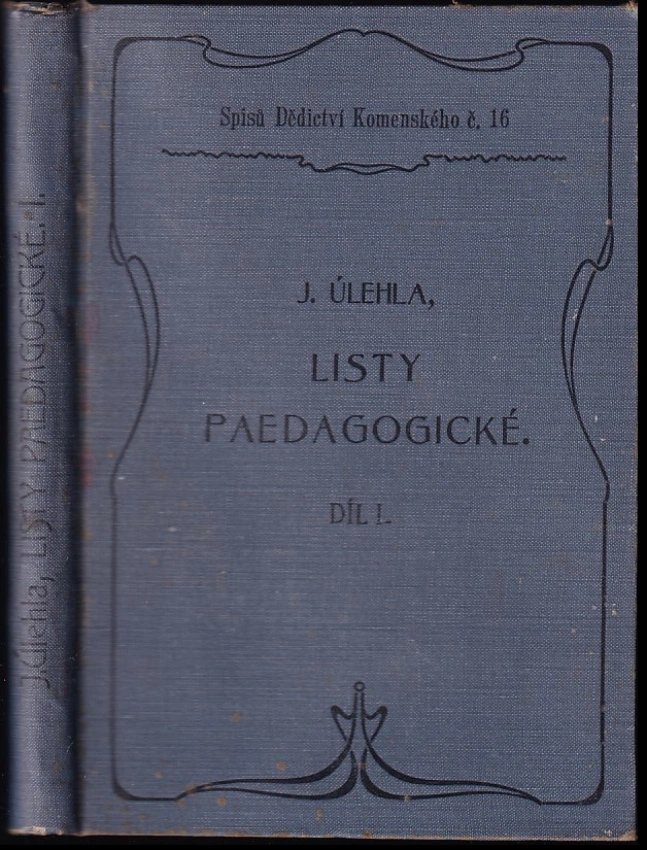 Spisů Dědictví Komenského č. 16
J. ÚLEHLA,
LISTY
PAEDAGOGICKÉ.
DÍL I.
J. Úlehla, LISTY PAEDAGOGICKÉ. I.